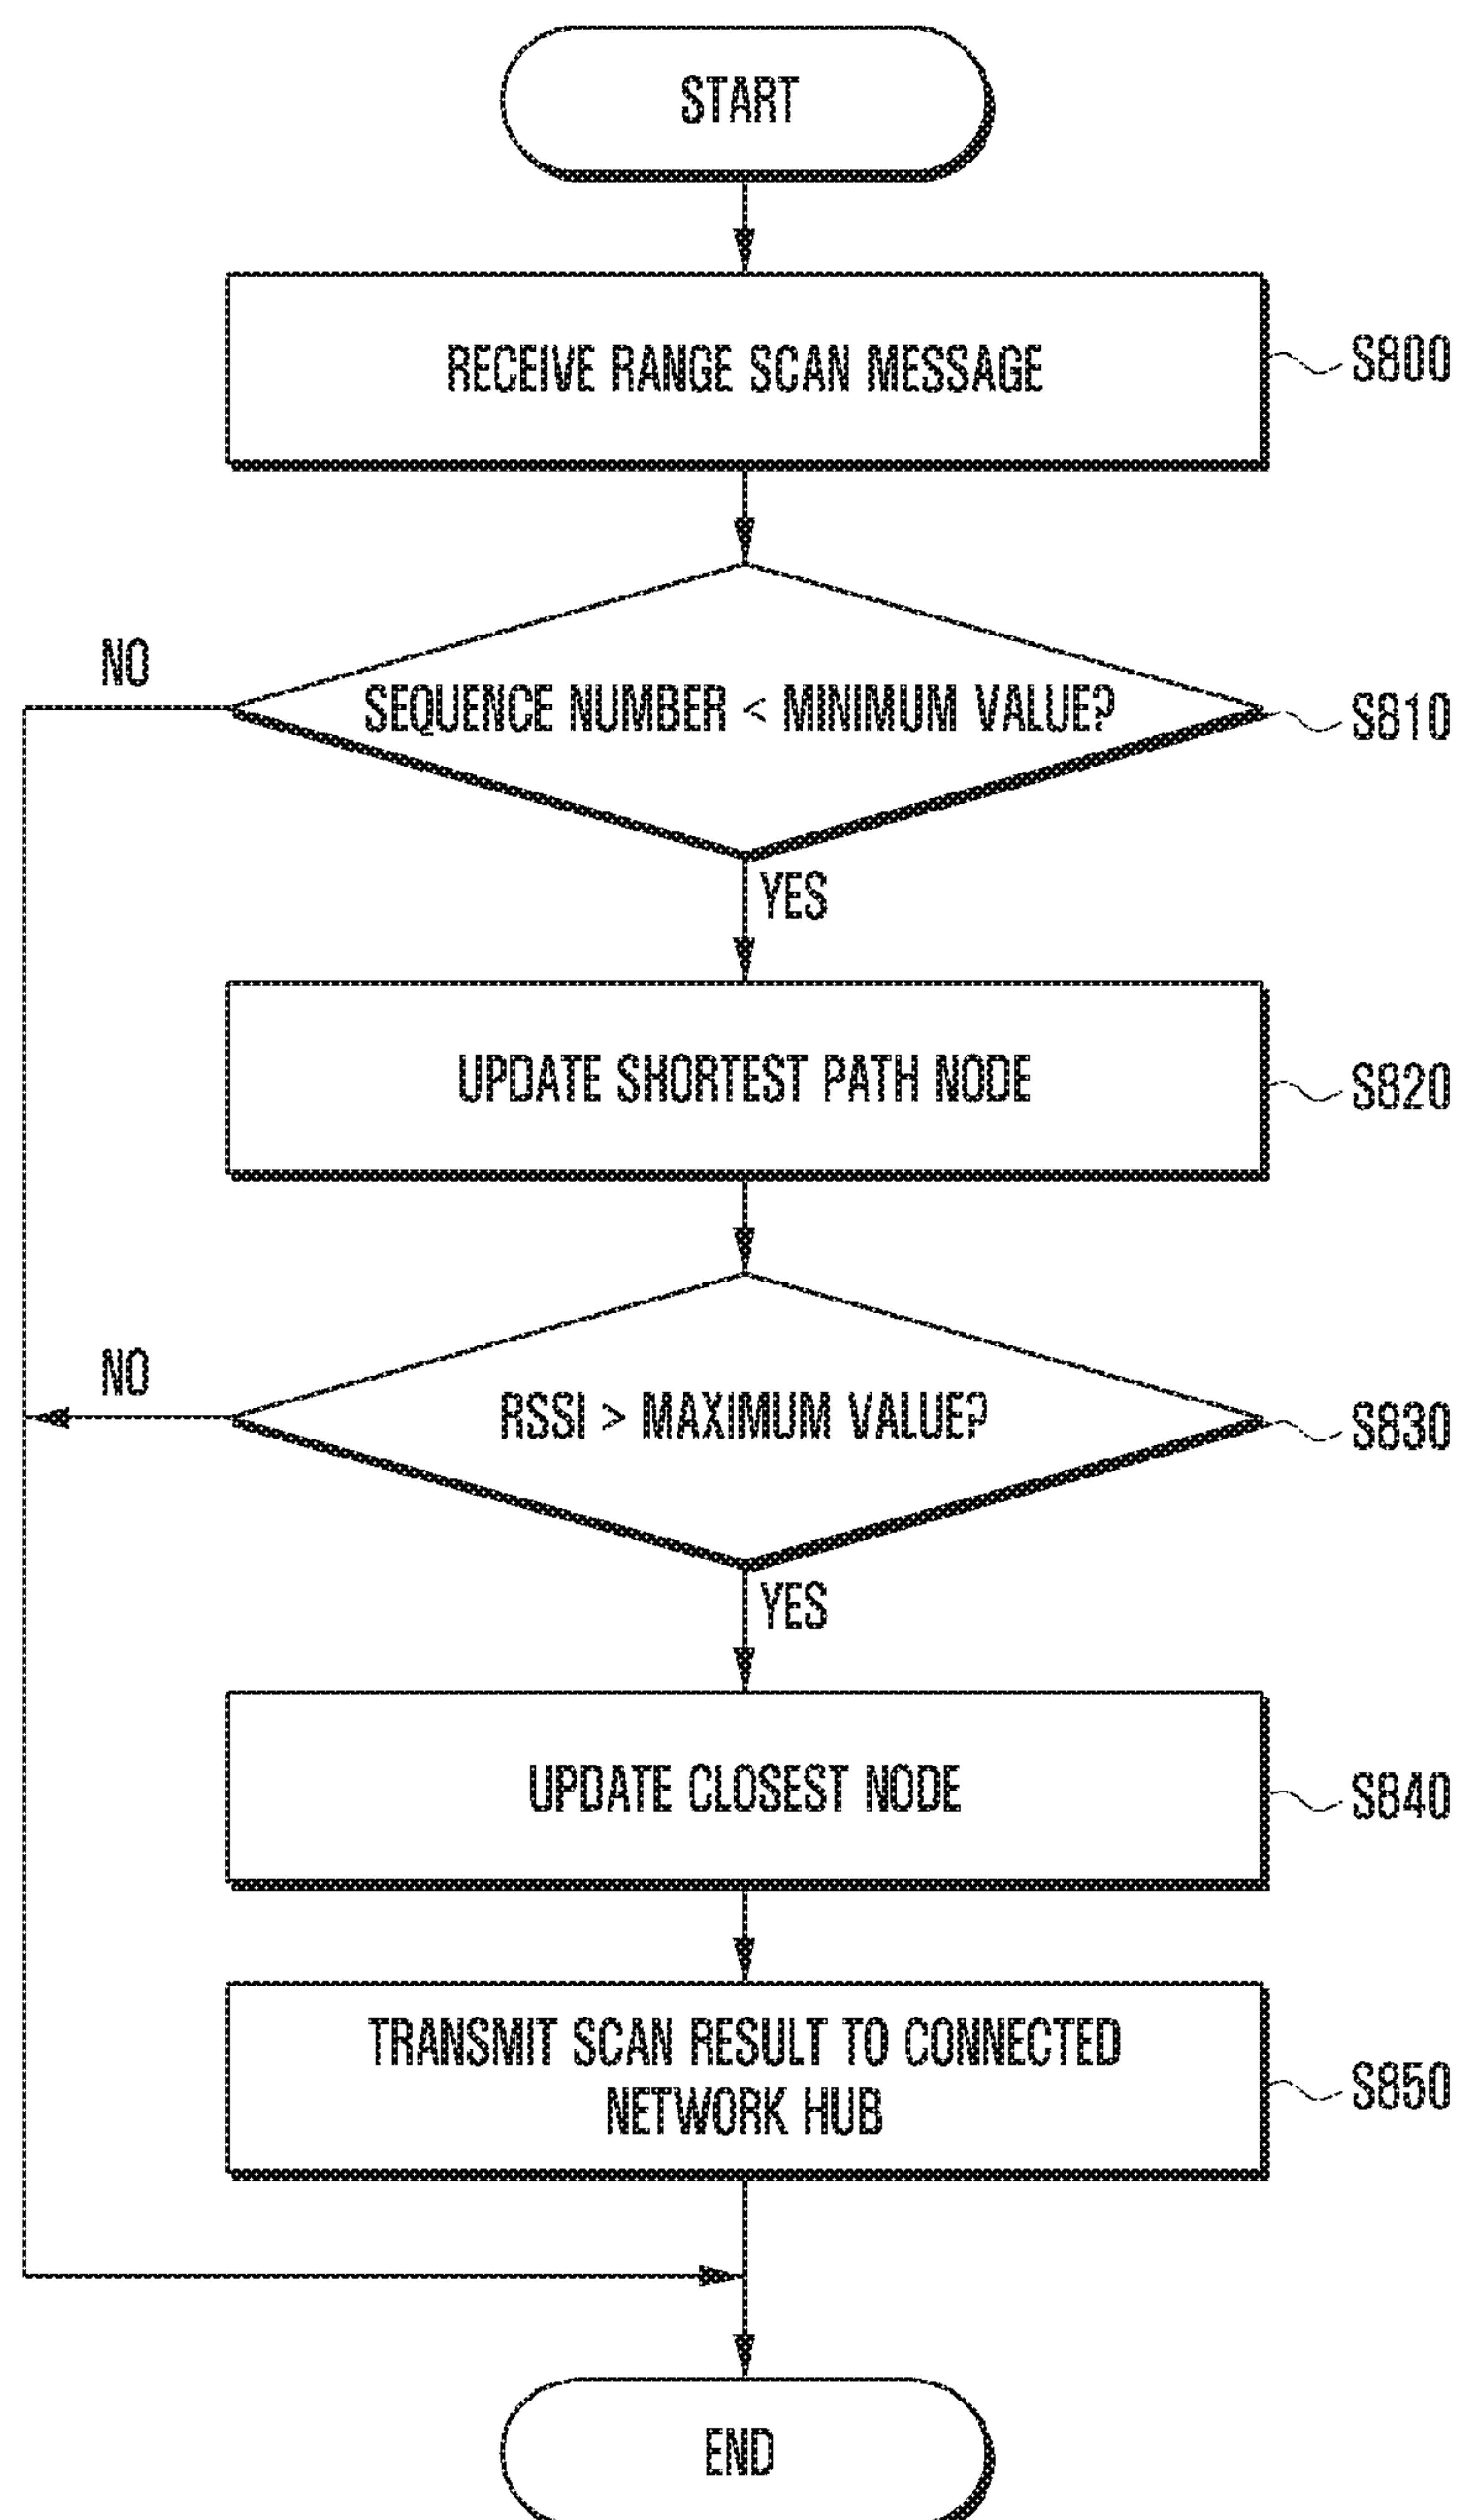 START
RECEIVE RANGE SCAN MESSAGE
S800
NO
SEQUENCE NUMBER < MINIMUM VALUE?
S810
YES
UPDATE SHORTEST PATH NODE
S820
NO
RSSI > MAXIMUM VALUE?
S830
YES
UPDATE CLOSEST NODE
S840
TRANSMIT SCAN RESULT TO CONNECTED
NETWORK HUB
S850
END